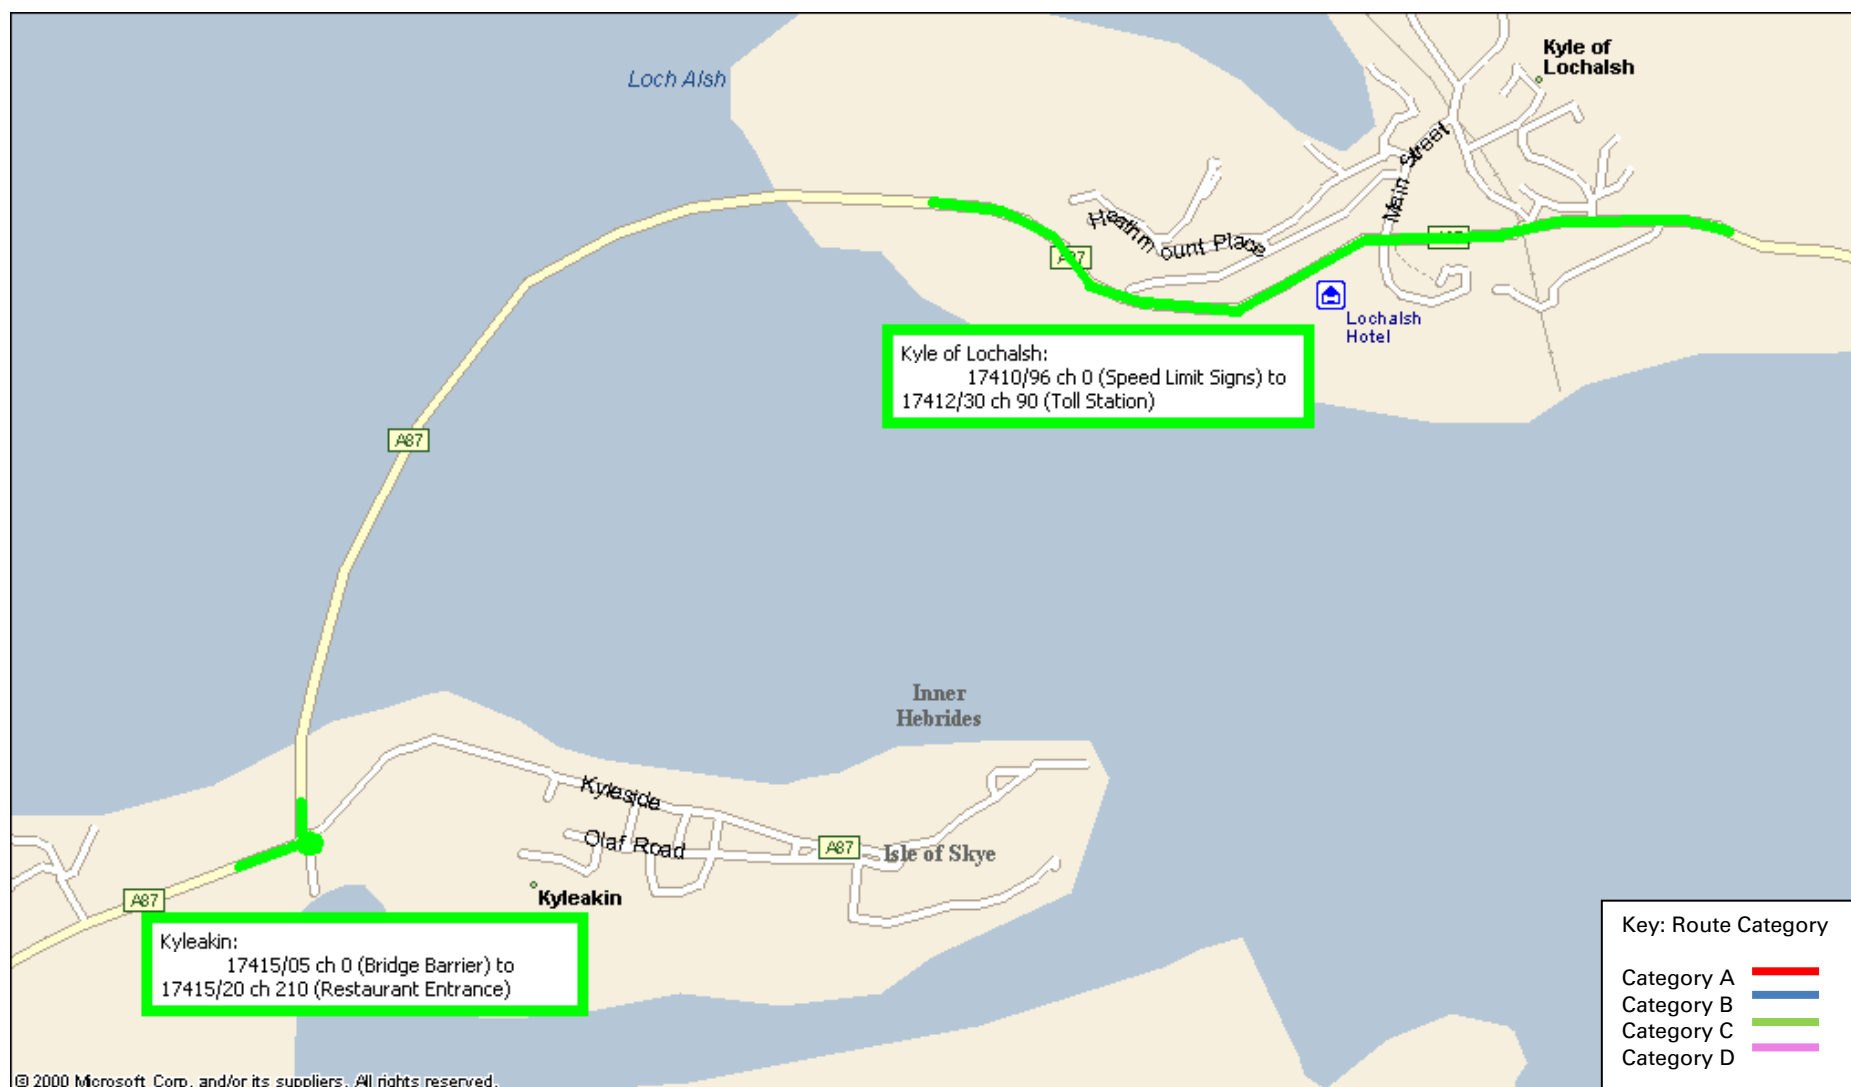 Loch Alsh
Kyle of
Lochalsh
Main Street
Heathmount Place
A87
A87
Lochalsh
Hotel
Kyle of Lochalsh:
17410/96 ch 0 (Speed Limit Signs) to
17412/30 ch 90 (Toll Station)
A87
Inner
Hebrides
Kyleside
Olaf Road
A87
Isle of Skye
Kyleakin
A87
Kyleakin:
17415/05 ch 0 (Bridge Barrier) to
17415/20 ch 210 (Restaurant Entrance)
Key: Route Category
Category A
Category B
Category C
Category D
© 2000 Microsoft Corp. and/or its suppliers. All rights reserved.